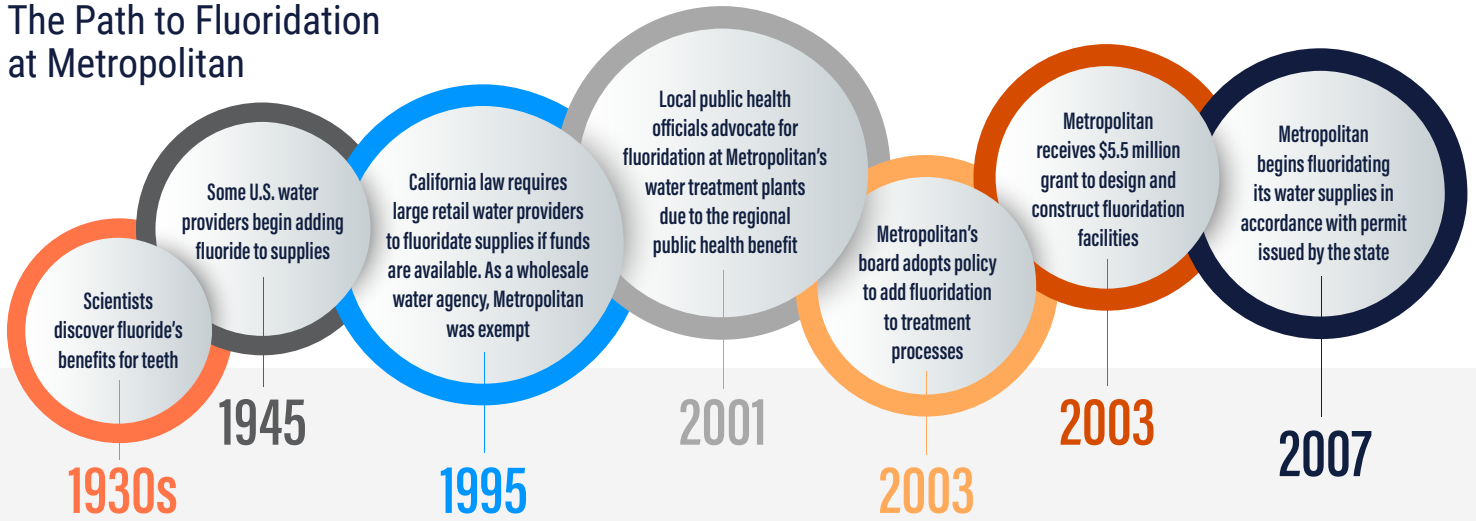 The Path to Fluoridation
at Metropolitan
Scientists
discover fluoride's
benefits for teeth
1930s
Some U.S. water
providers begin adding
fluoride to supplies
1945
California law requires
large retail water providers
to fluoridate supplies if funds
are available. As a wholesale
water agency, Metropolitan
was exempt
1995
Local public health
officials advocate for
fluoridation at Metropolitan's
water treatment plants
due to the regional
public health benefit
2001
Metropolitan's
board adopts policy
to add fluoridation
to treatment
processes
2003
Metropolitan
receives $5.5 million
grant to design and
construct fluoridation
facilities
2003
Metropolitan
begins fluoridating
its water supplies in
accordance with permit
issued by the state
2007